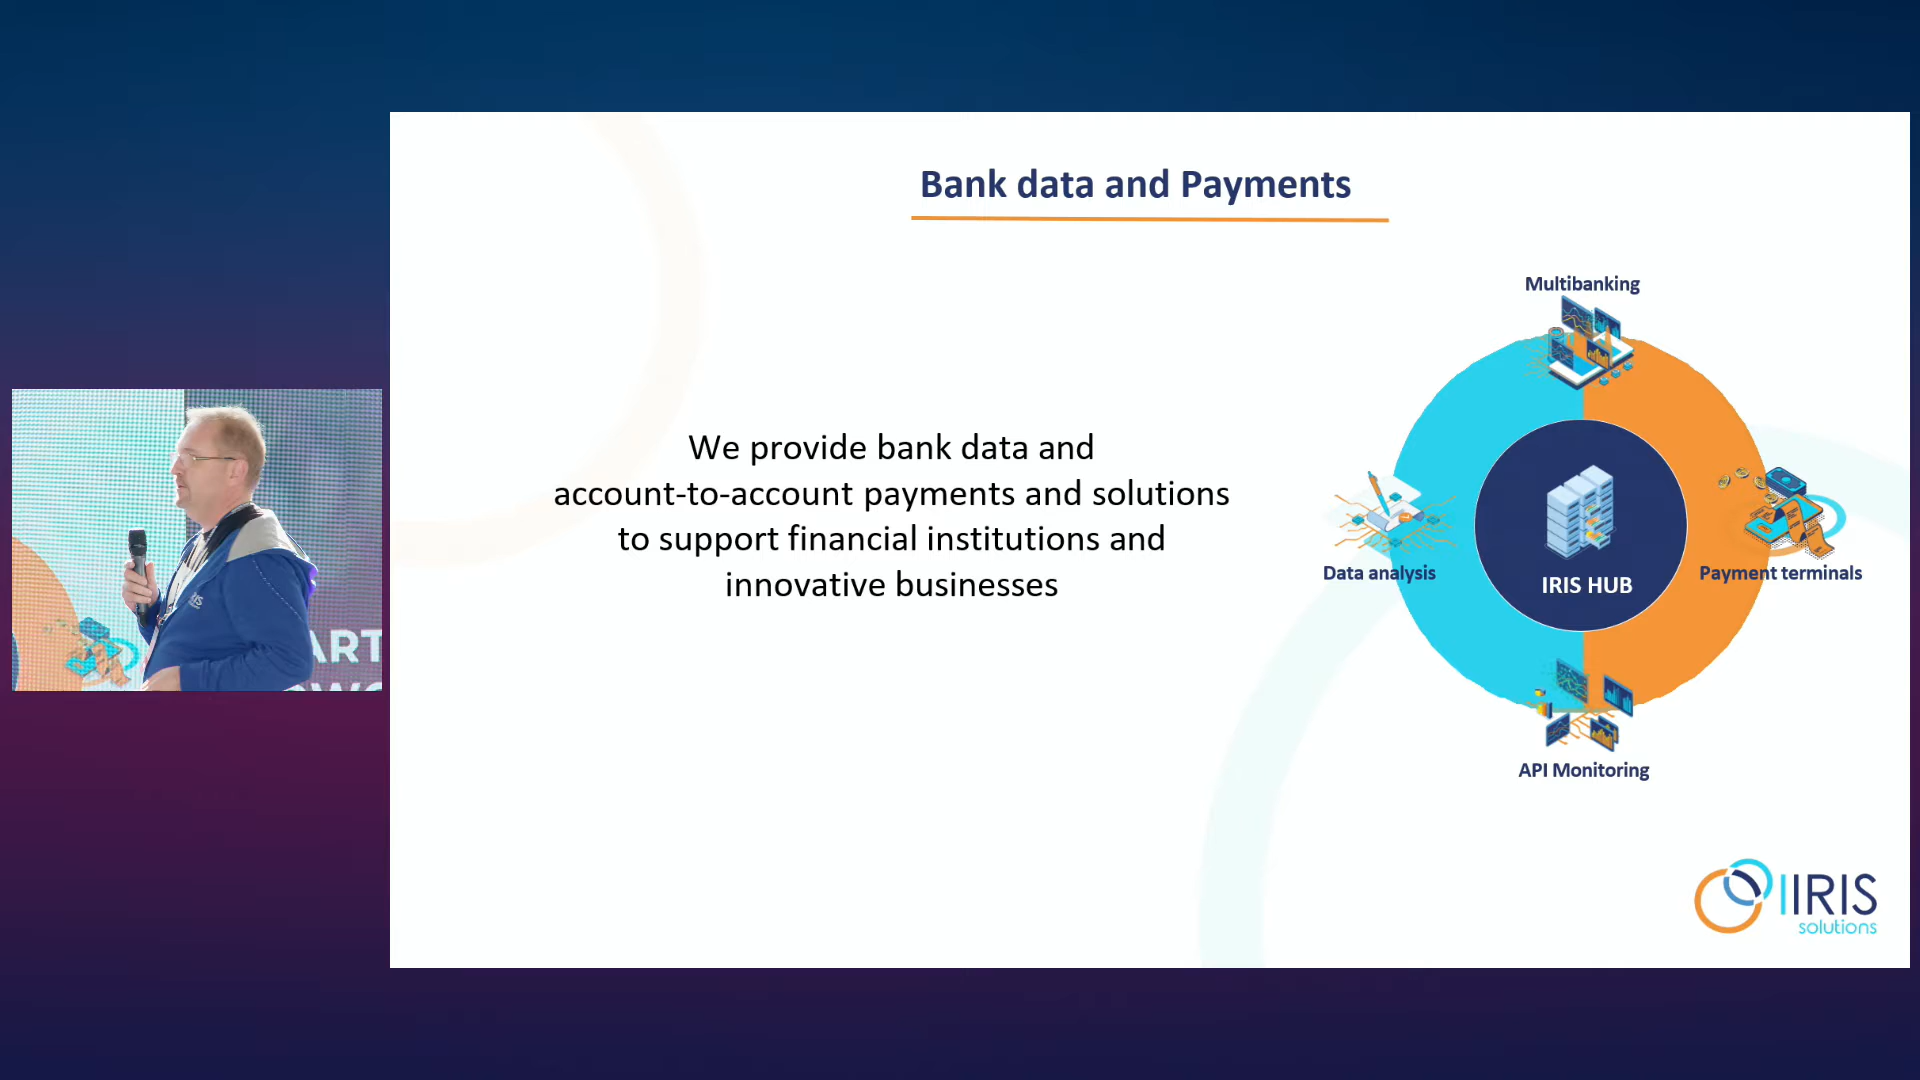 Bank data and Payments
We provide bank data and
account-to-account payments and solutions
to support financial institutions and
innovative businesses
Multibanking
Data analysis
IRIS HUB
Payment terminals
API Monitoring
IRIS
solutions
ART